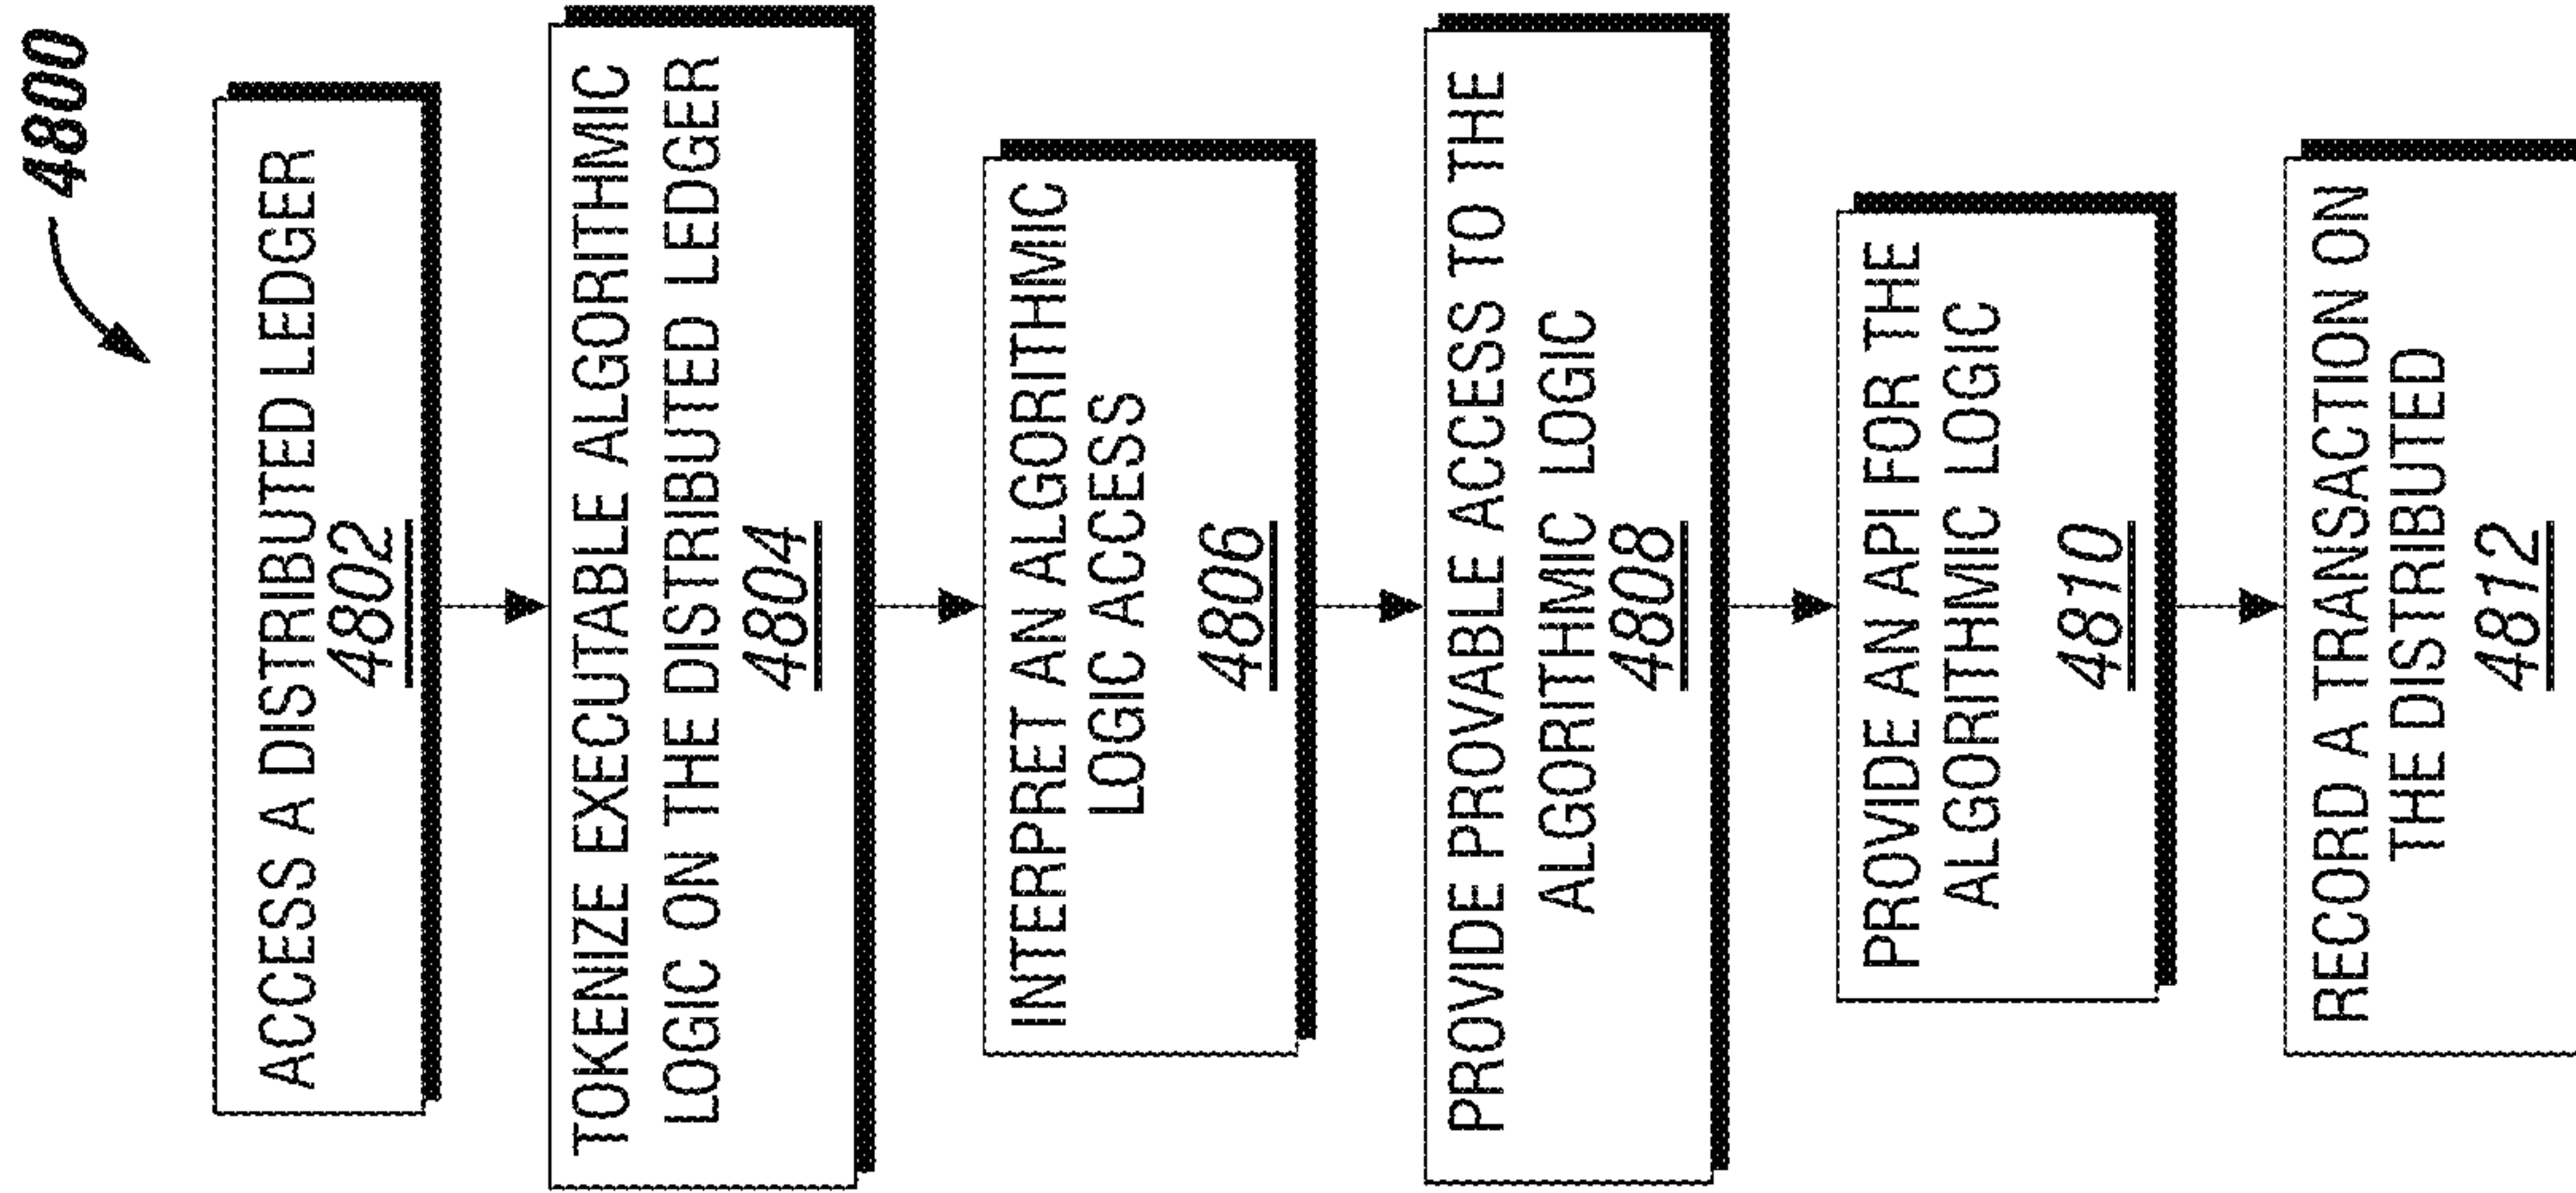 4800
ACCESS A DISTRIBUTED LEDGER
4802
TOKENIZE EXECUTABLE ALGORITHMIC
LOGIC ON THE DISTRIBUTED LEDGER
4804
INTERPRET AN ALGORITHMIC
LOGIC ACCESS
4806
PROVIDE PROVABLE ACCESS TO THE
ALGORITHMIC LOGIC
4808
PROVIDE AN API FOR THE
ALGORITHMIC LOGIC
4810
RECORD A TRANSACTION ON
THE DISTRIBUTED
4812